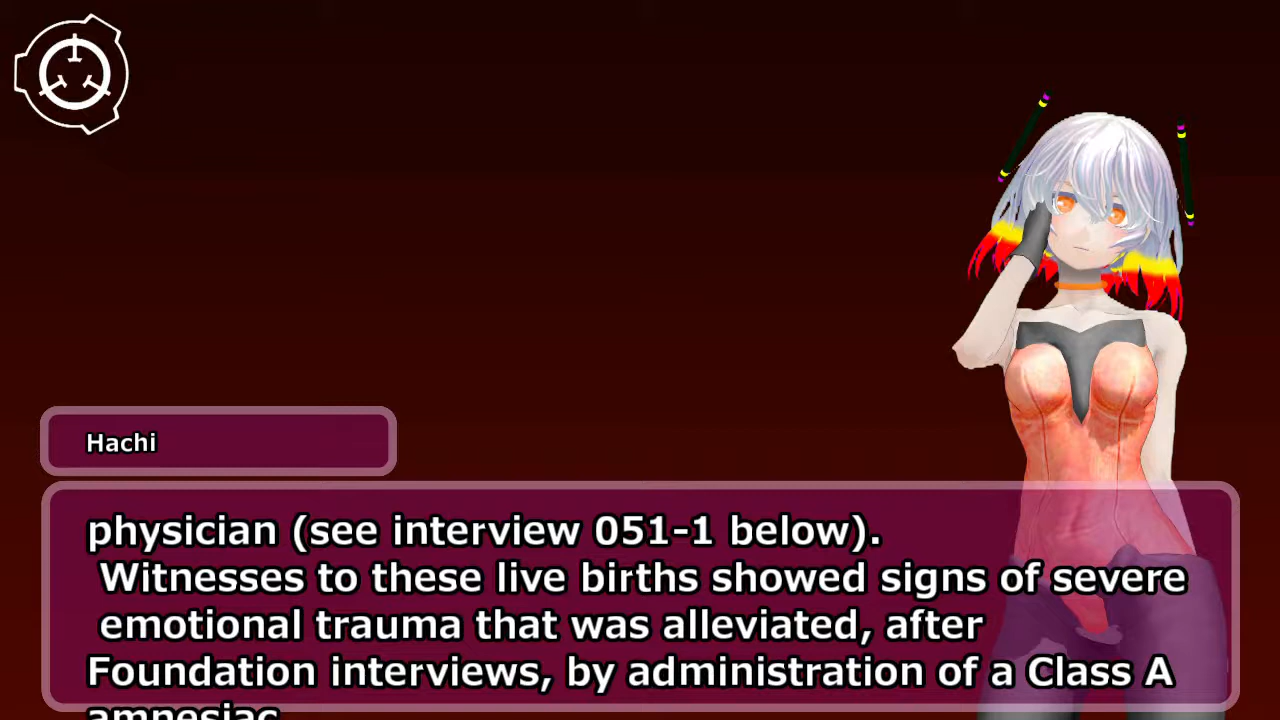 Hachi
physician (see interview 051-1 below).
Witnesses to these live births showed signs of severe
emotional trauma that was alleviated, after
Foundation interviews, by administration of a Class A
amnesiac